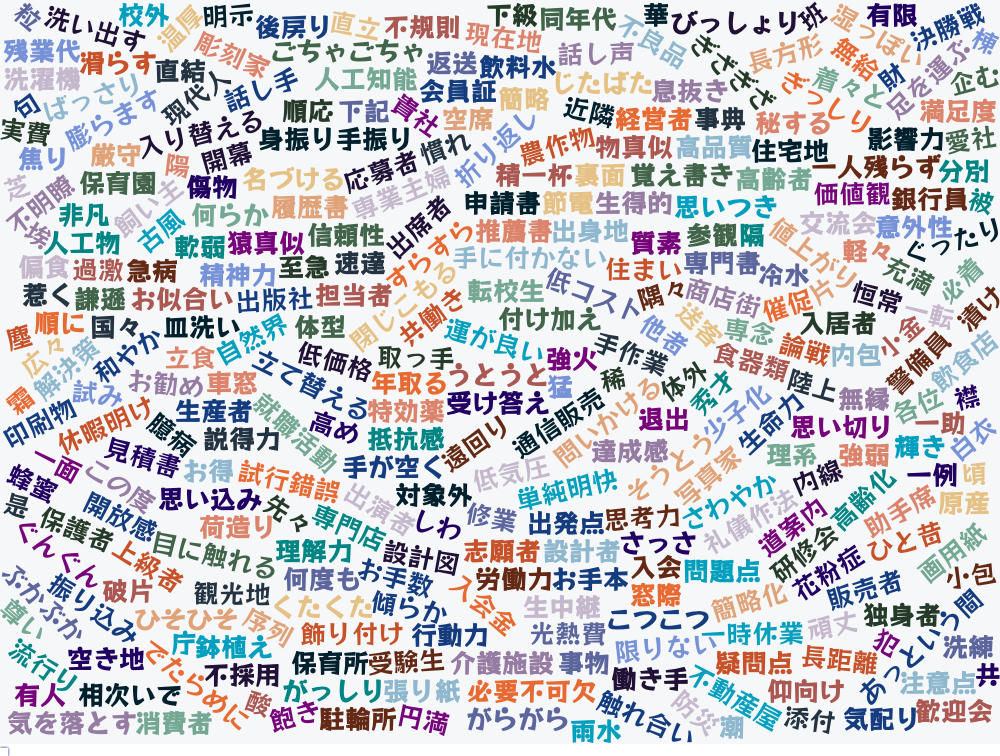 粒 洗い出す 校外 温厚 明示 後戻り 直立 不規則 下級 同年代 不良品 華 びっしょり 班 湿っぽい 有限 決勝戦 棟
残業代 滑らす 彫刻家 ごちゃごちゃ 現在地 話し声 ぎざぎざ 長方形 無給 財 足を運ぶ 企む
洗濯機 直結 現代人 話し手 人工知能 返送 飲料水 じたばた 息抜き ぎっしり 着々と 満足度
句 ばっさり 膨らます 順応 下記 貴社 会員証 簡略 空席 近隣 経営者 事典 秘する 影響力 愛社
実費 焦り 厳守 入り替える 陽 開幕 身振り手振り 慣れ 折り返し 農作物 物真似 高品質 住宅地 一人残らず 分別
芝 不明瞭 保育園 飼い主 傷物 名づける 応募者 専業主婦 精一杯 裏面 覚え書き 高齢者 価値観 銀行員 被
埃 非凡 古風 何らか 履歴書 出席者 申請書 節電 生得的 思いつき 交流会 意外性 ぐったり
人工物 軟弱 猿真似 信頼性 すらすら 推薦書 出身地 質素 参観 隔 値上がり 軽々 充満 必着
偏食 過激 急病 精神力 至急 速達 閉じこもる 手に付かない 住まい 専門書 冷水 片 恒常 一転 漬け
惹く 謙遜 お似合い 出版社 担当者 共働き 転校生 低コスト 隅々 商店街 催促 入居者 小金 警備員 飲食店
塵 順に 国々 皿洗い 自然界 体型 運が良い 付け加え 他者 送辞 専念 論戦 内包
広々 解決策 和やか 立食 立て替える 低価格 取っ手 強火 手作業 食器類 陸上 無縁 各位 襟
霜 試み お勧め 車窓 年取る うとうと 猛 稀 体外 秀才 少子化 生命力 思い切り 一助 白衣
印刷物 休暇明け 臆病 生産者 就職活動 高め 特効薬 受け答え 通信販売 問いかける 退出 輝き
見積書 説得力 抵抗感 遠回り 達成感 そうとう 写真家 理系 強弱 一例 頃
一面 この度 お得 試行錯誤 手が空く 低気圧 単純明快 さわやか 内線 高齢化 原産
蜂蜜 是 開放感 思い込み 先々 出演者 対象外 しわ 修業 出発点 思考力 礼儀作法 道案内 助手席 ひと昔
ぐんぐん 保護者 上級者 目に触れる 荷造り 専門店 理解力 設計図 志願者 設計者 さっさ 研修会 花粉症 画用紙 小包
ぷかぷか 振り込み 破片 観光地 何度も お手数 入会金 労働力 お手本 入会 窓際 問題点 簡略化 販売者 独身者 あっという間
尊い 流行り ひそひそ 序列 くたくた 傾らか 生中継 光熱費 こつこつ 一時休業 頑丈 犯 洗練
空き地 でたらめに 庁 鉢植え 飾り付け 行動力 介護施設 事物 限りない 疑問点 長距離 共
有人 相次いで 不採用 保育所 受験生 がっしり 張り紙 必要不可欠 働き手 不動産屋 仰向け 注意点
気を落とす 消費者 酸 飽き 駐輪所 円満 がらがら 雨水 触れ合い 防災 潮 添付 気配り 歓迎会